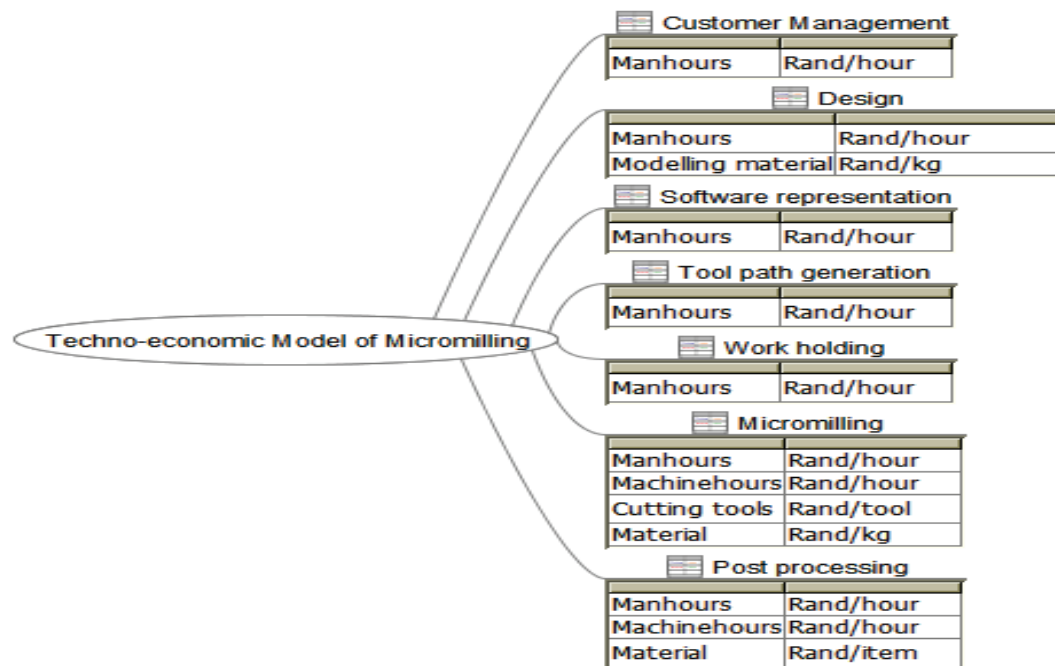 Customer Management
Manhours Rand/hour
Design
Manhours Rand/hour
Modelling material Rand/kg
Software representation
Manhours Rand/hour
Tool path generation
Manhours Rand/hour
Techno-economic Model of Micromilling
Work holding
Manhours Rand/hour
Micromilling
Manhours Rand/hour
Machinehours Rand/hour
Cutting tools Rand/tool
Material Rand/kg
Post processing
Manhours Rand/hour
Machinehours Rand/hour
Material Rand/item